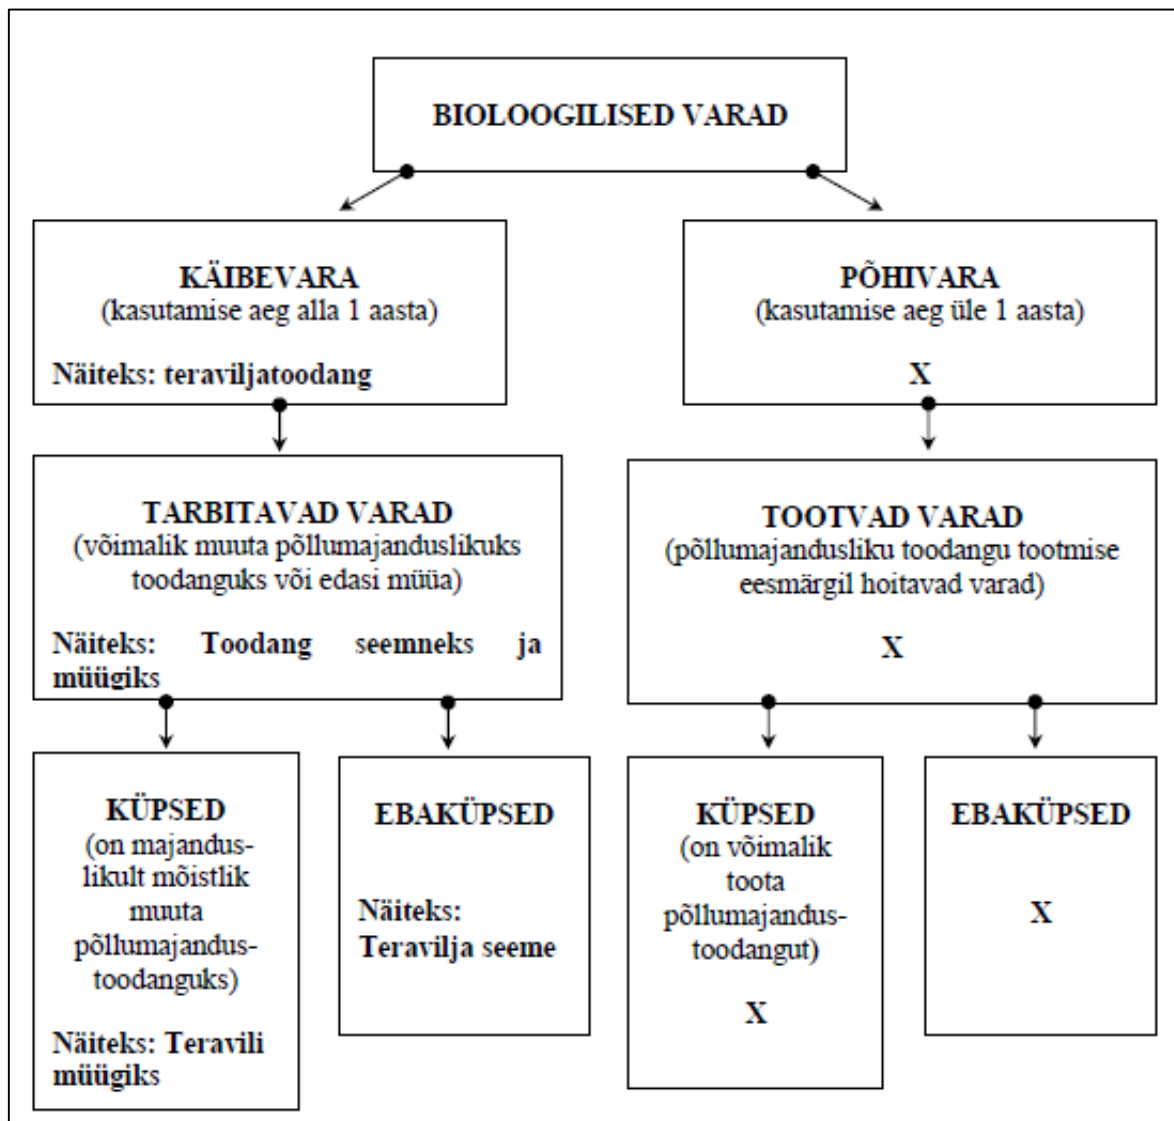 BIOLOOGILISED VARAD
KÄIBEVARA
(kasutamise aeg alla 1 aasta)
Näiteks: teraviljatoodang
PÕHIVARA
(kasutamise aeg üle 1 aasta)
X
TARBITAVAD VARAD
(võimalik muuta põllumajanduslikuks
toodanguks või edasi müüa)
Näiteks: Toodang seemneks ja
müügiks
TOOTVAD VARAD
(põllumajandusliku toodangu tootmise
eesmärgil hoitavad varad)
X
KÜPSED
(on majandus-
likult mõistlik
muuta
põllumajandus-
toodanguks)
Näiteks: Teravili
müügiks
EBAKÜPSED
Näiteks:
Teravilja seeme
KÜPSED
(on võimalik
toota
põllumajandus-
toodangut)
X
EBAKÜPSED
X